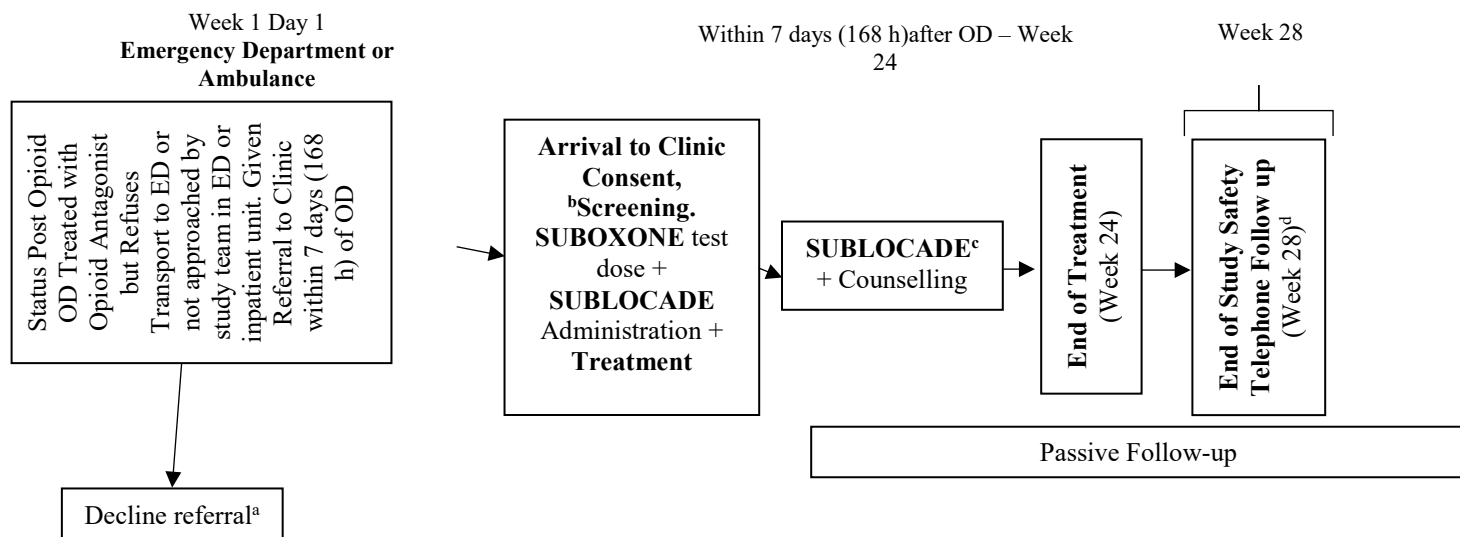 Week 1 Day 1
Emergency Department or
Ambulance
Within 7 days (168 h)after OD – Week
24
Week 28
Status Post Opioid
OD Treated with
Opioid Antagonist
but Refuses
Transport to ED or
not approached by
study team in ED or
inpatient unit. Given
Referral to Clinic
within 7 days (168
h) of OD
Arrival to Clinic
Consent,
ᵇScreening.
SUBOXONE test
dose +
SUBLOCADE
Administration +
Treatment
SUBLOCADEᶜ
+ Counselling
End of Treatment
(Week 24)
End of Study Safety
Telephone Follow up
(Week 28)ᵈ
Passive Follow-up
Decline referralᵃ